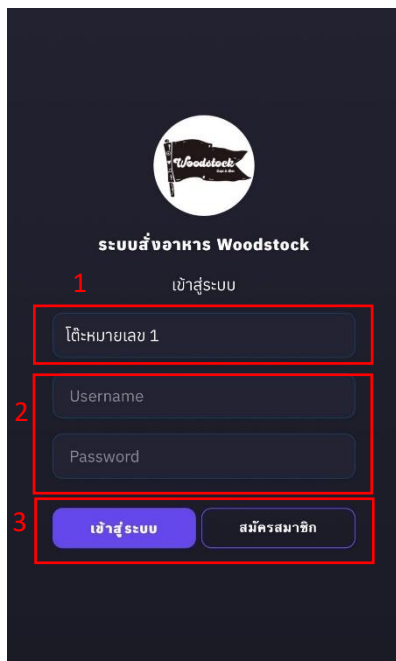 Woodstock
ระบบสั่งอาหาร Woodstock
1
เข้าสู่ระบบ
โต๊ะหมายเลข 1
2
Username
Password
3
เข้าสู่ระบบ
สมัครสมาชิก